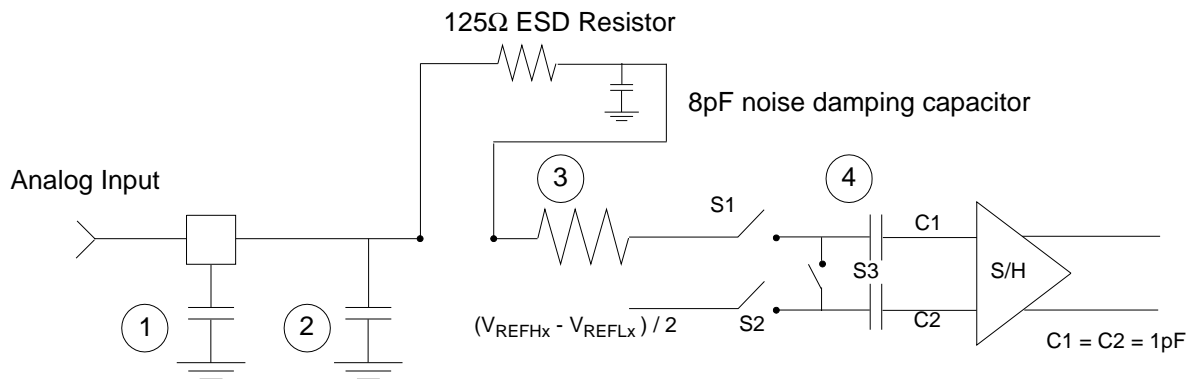 125Ω ESD Resistor
8pF noise damping capacitor
Analog Input
3
4
S1
C1
S3
S/H
1
2
(VREFHx - VREFLx) / 2
S2
C2
C1 = C2 = 1pF